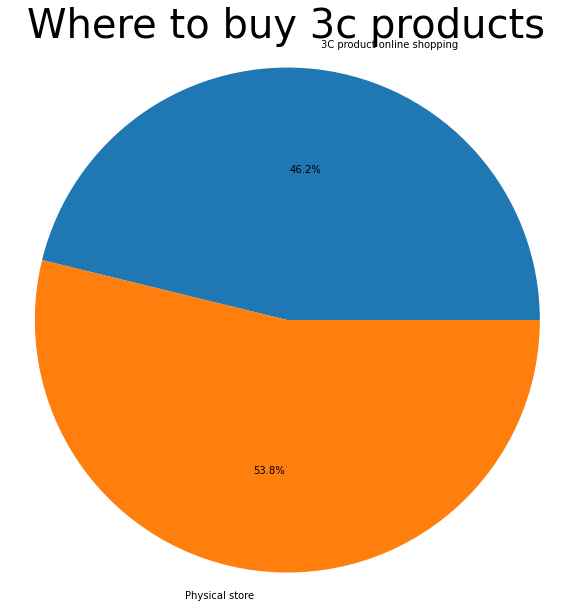 Where to buy 3c products
3C product online shopping
46.2%
53.8%
Physical store